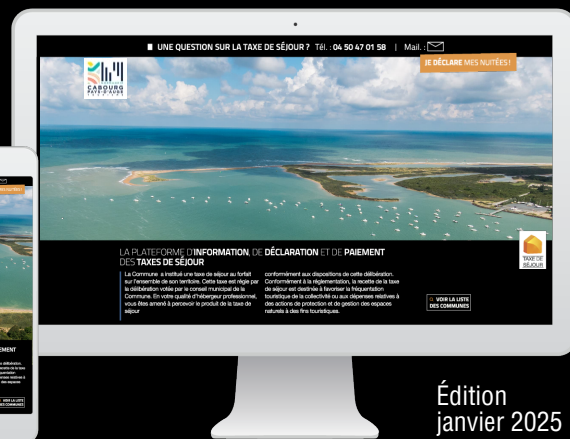 UNE QUESTION SUR LA TAXE DE SÉJOUR ? Tél. : 04 50 47 01 58 | Mail. :
JE DÉCLARE MES NUITÉES !
CABOURG
PAYS D'AUGE
LA PLATEFORME D'INFORMATION, DE DÉCLARATION ET DE PAIEMENT
DES TAXES DE SÉJOUR
La Commune a institué une taxe de séjour au forfait
sur l'ensemble de son territoire. Cette taxe est régie par
la délibération votée par le conseil municipal de la
Commune. En votre qualité d'hébergeur professionnel,
vous êtes amené à percevoir le produit de la taxe de
séjour
conformément aux dispositions de cette délibération.
Conformément à la réglementation, la recette de la taxe
de séjour est destinée à favoriser la fréquentation
touristique de la collectivité ou aux dépenses relatives à
des actions de protection et de gestion des espaces
naturels à des fins touristiques.
TAXE DE
SÉJOUR
VOIR LA LISTE
DES COMMUNES
VOIR LA LISTE
DES COMMUNES
Édition
janvier 2025